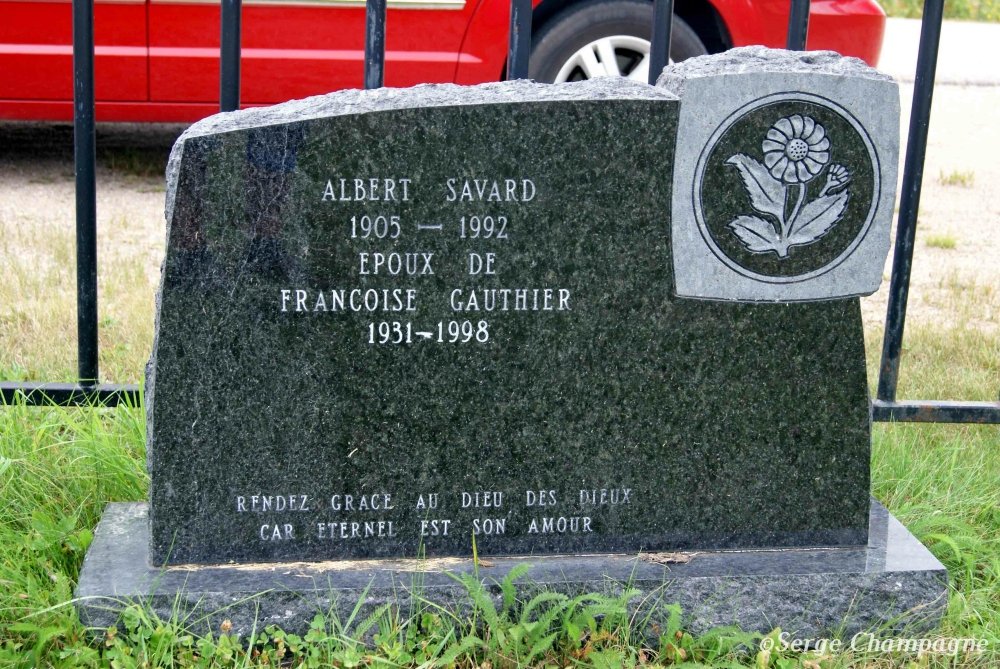 ALBERT SAVARD
1905 — 1992
EPOUX DE
FRANCOISE GAUTHIER
1931-1998
RENDEZ GRACE AU DIEU DES DIEUX
CAR ETERNEL EST SON AMOUR
©Serge Champagne